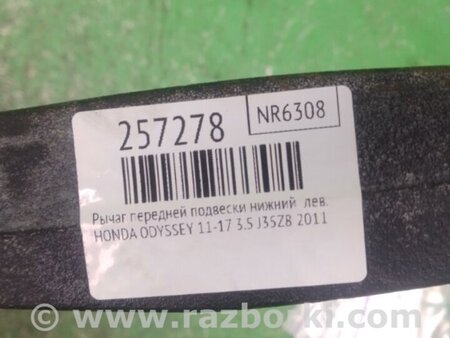 257278
NR6308
Рычаг передней подвески нижний лев.
HONDA ODYSSEY 11-17 3.5 J35Z8 2011
www.razborki.com